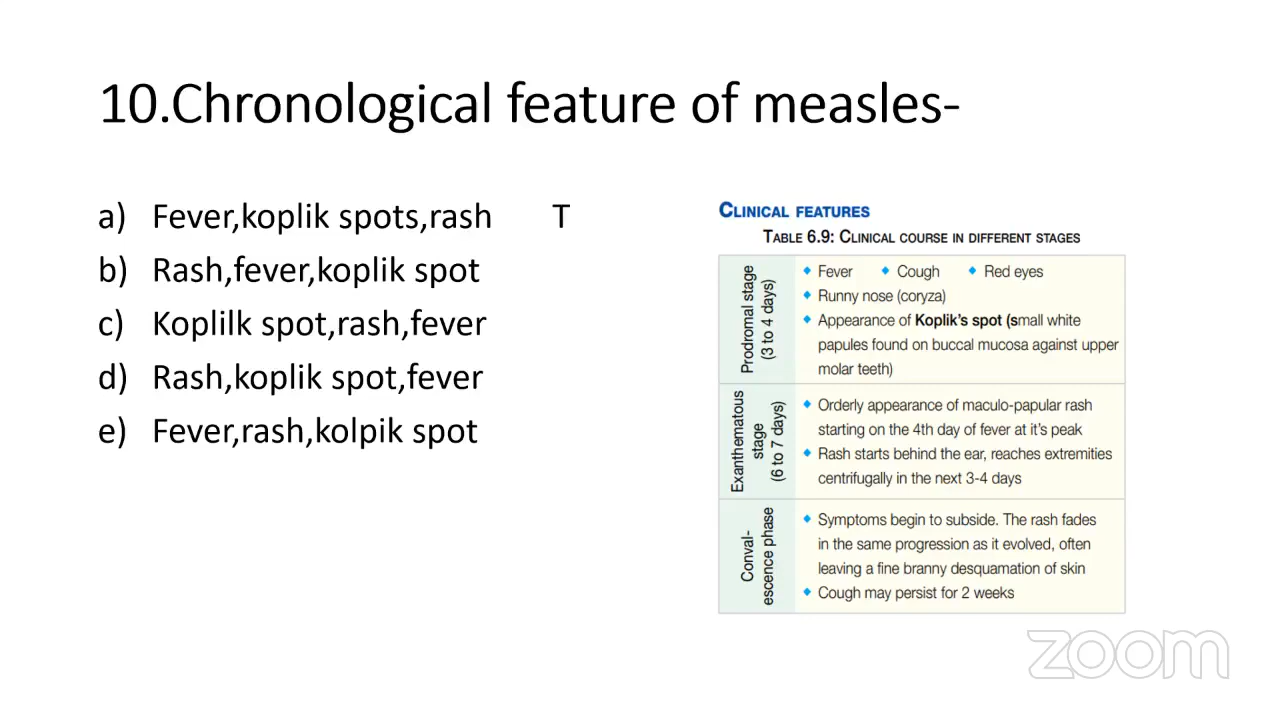 10.Chronological feature of measles-
a) Fever,koplik spots,rash T
b) Rash,fever,koplik spot
c) Koplilk spot,rash,fever
d) Rash,koplik spot,fever
e) Fever,rash,kolpik spot
CLINICAL FEATURES
TABLE 6.9: CLINICAL COURSE IN DIFFERENT STAGES
Prodromal stage
(3 to 4 days)
◆ Fever ◆ Cough ◆ Red eyes
◆ Runny nose (coryza)
◆ Appearance of Koplik's spot (small white
papules found on buccal mucosa against upper
molar teeth)
Exanthematous
stage
(6 to 7 days)
◆ Orderly appearance of maculo-papular rash
starting on the 4th day of fever at it's peak
◆ Rash starts behind the ear, reaches extremities
centrifugally in the next 3-4 days
Conval-
escence phase
◆ Symptoms begin to subside. The rash fades
in the same progression as it evolved, often
leaving a fine branny desquamation of skin
◆ Cough may persist for 2 weeks
zoom